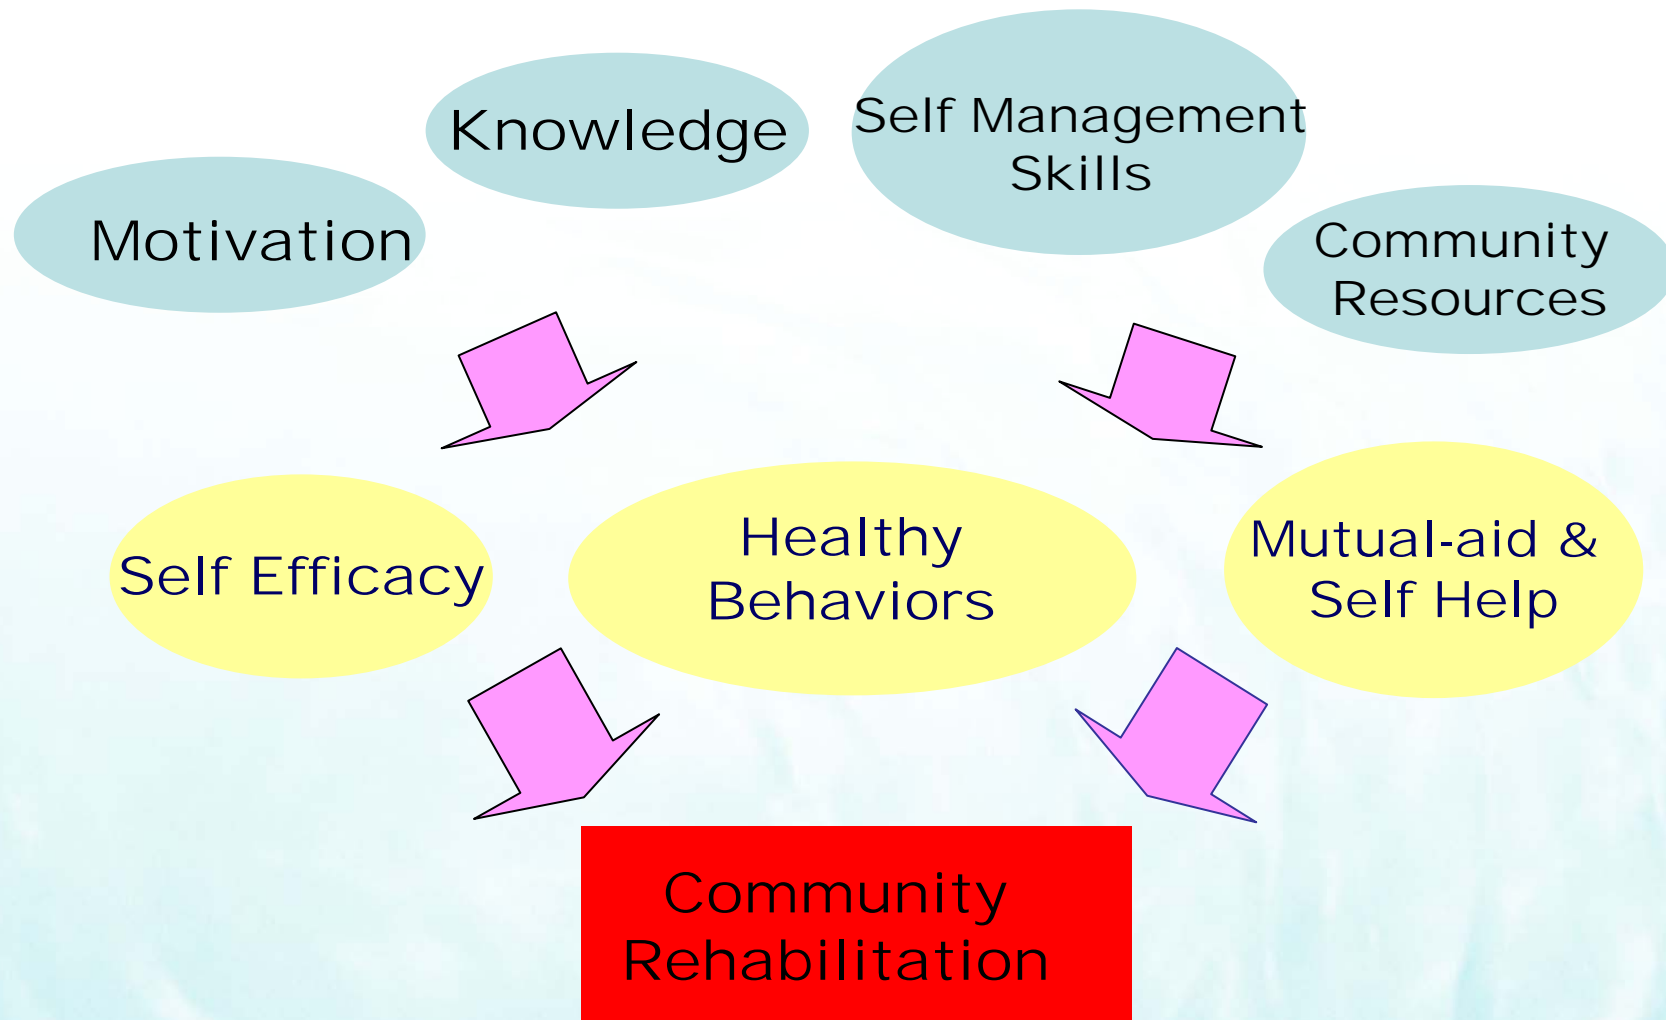 Knowledge
Self Management
Skills
Motivation
Community
Resources
Self Efficacy
Healthy
Behaviors
Mutual-aid &
Self Help
Community
Rehabilitation